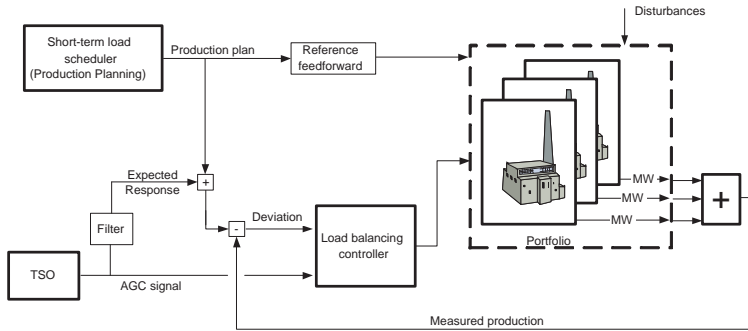 Disturbances
Short-term load
scheduler
(Production Planning)
Production plan
Reference
feedforward
Expected
Response
+
MW
MW
MW
+
Filter
-
Deviation
Load balancing
controller
Portfolio
TSO
AGC signal
Measured production